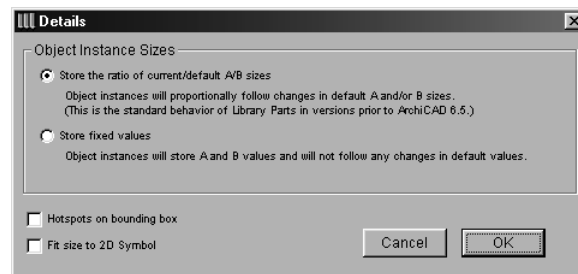 Details
Object Instance Sizes
Store the ratio of current/default A/B sizes
Object instances will proportionally follow changes in default A and/or B sizes.
(This is the standard behavior of Library Parts in versions prior to ArchiCAD 6.5.)
Store fixed values
Object instances will store A and B values and will not follow any changes in default values.
Hotspots on bounding box
Fit size to 2D Symbol
Cancel
OK